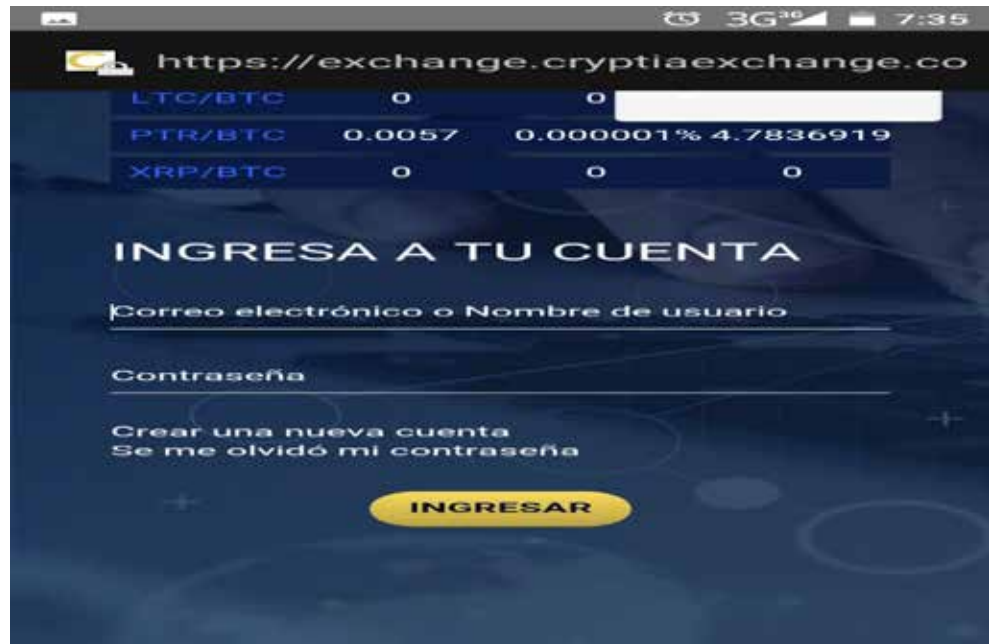 3G 3G 7:35
https://exchange.cryptiaexchange.co
LTC/BTC 0 0
PTR/BTC 0.0057 0.000001% 4.7836919
XRP/BTC 0 0 0
INGRESA A TU CUENTA
Correo electrónico o Nombre de usuario
Contraseña
Crear una nueva cuenta
Se me olvidó mi contraseña
INGRESAR